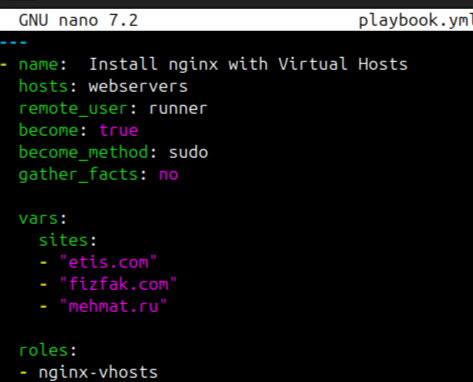 GNU nano 7.2 playbook.yml
---
- name:  Install nginx with Virtual Hosts
  hosts: webservers
  remote_user: runner
  become: true
  become_method: sudo
  gather_facts: no

  vars:
    sites:
    - "etis.com"
    - "fizfak.com"
    - "mehmat.ru"

  roles:
  - nginx-vhosts